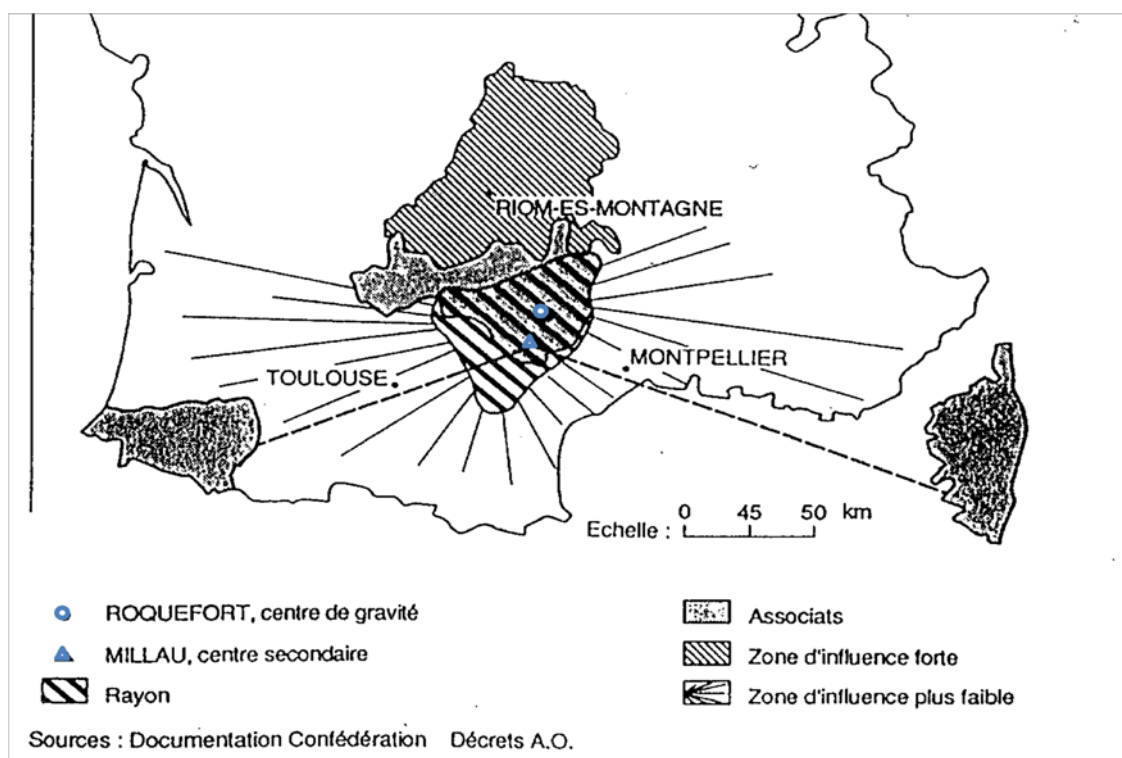 RIOM-ES-MONTAGNE
MONTPELLIER
TOULOUSE
0 45 50 km
Echelle :
ROQUEFORT, centre de gravité
MILLAU, centre secondaire
Rayon
Associats
Zone d'influence forte
Zone d'influence plus faible
Sources : Documentation Confédération Décrets A.O.